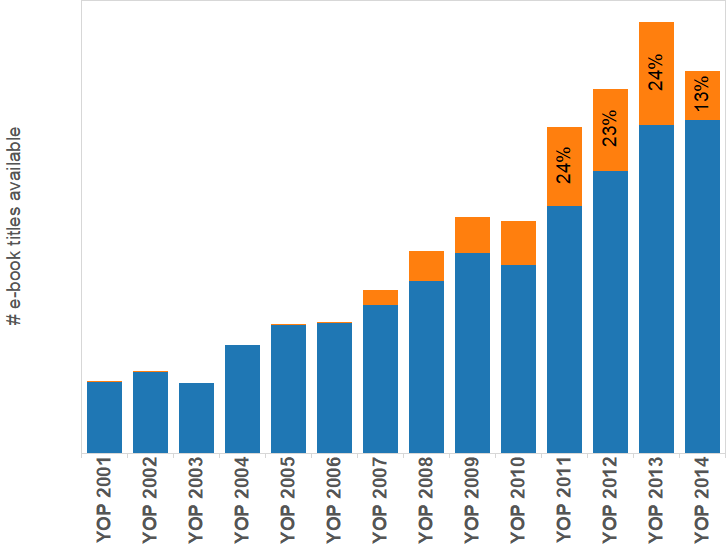 # e-book titles available
24%
23%
24%
13%
YOP 2001
YOP 2002
YOP 2003
YOP 2004
YOP 2005
YOP 2006
YOP 2007
YOP 2008
YOP 2009
YOP 2010
YOP 2011
YOP 2012
YOP 2013
YOP 2014